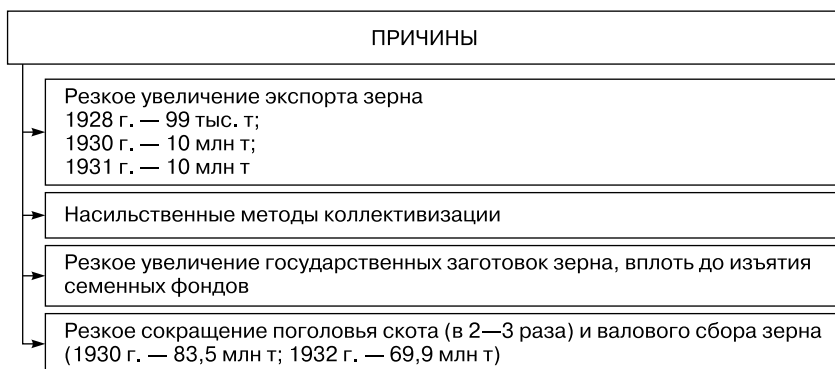 ПРИЧИНЫ
Резкое увеличение экспорта зерна
1928 г. — 99 тыс. т;
1930 г. — 10 млн т;
1931 г. — 10 млн т
Насильственные методы коллективизации
Резкое увеличение государственных заготовок зерна, вплоть до изъятия
семенных фондов
Резкое сокращение поголовья скота (в 2—3 раза) и валового сбора зерна
(1930 г. — 83,5 млн т; 1932 г. — 69,9 млн т)